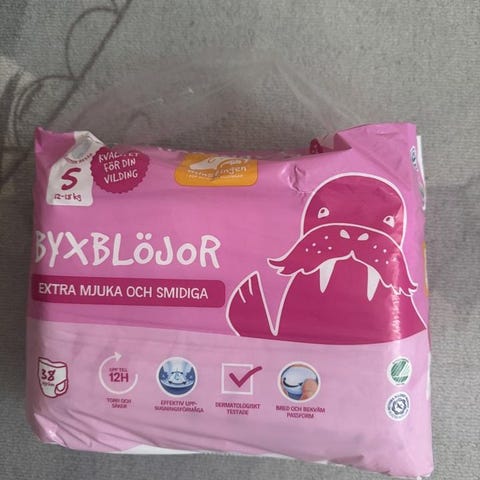 KVALITET
FÖR DIN
VILDING
5
12-18 kg
BYXBLÖJOR
EXTRA MJUKA OCH SMIDIGA
38
UPP TILL
12H
TORR OCH
SÄKER
EFFEKTIV UPP-
SUGNINGSFÖRMÅGA
DERMATOLOGISKT
TESTADE
BRED OCH BEKVÄM
PASSFORM